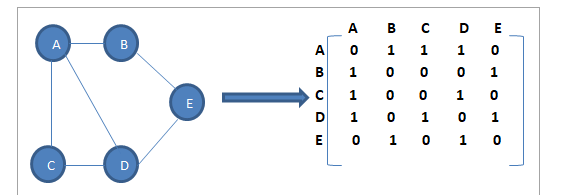 A B C D E
A B
E
C D
A 0 1 1 1 0
B 1 0 0 0 1
C 1 0 0 1 0
D 1 0 1 0 1
E 0 1 0 1 0